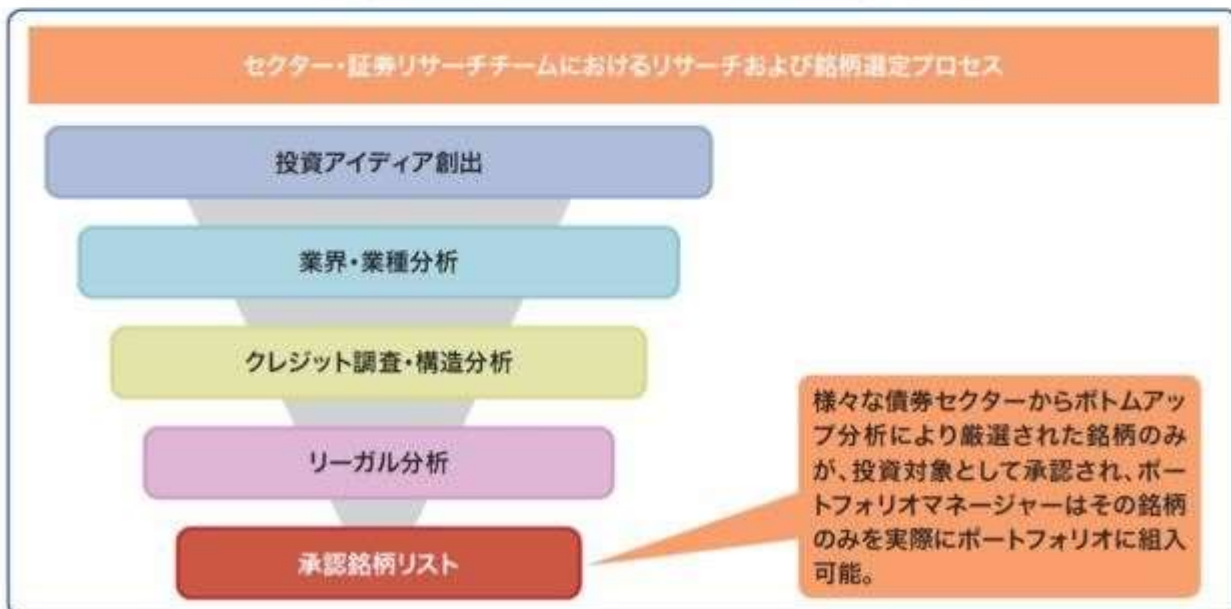 セクター・証券リサーチチームにおけるリサーチおよび銘柄選定プロセス
投資アイディア創出
業界・業種分析
クレジット調査・構造分析
リーガル分析
承認銘柄リスト
様々な債券セクターからボトムアッ
プ分析により厳選された銘柄のみ
が、投資対象として承認され、ポー
トフォリオマネージャーはその銘柄
のみを実際にポートフォリオに組入
可能。